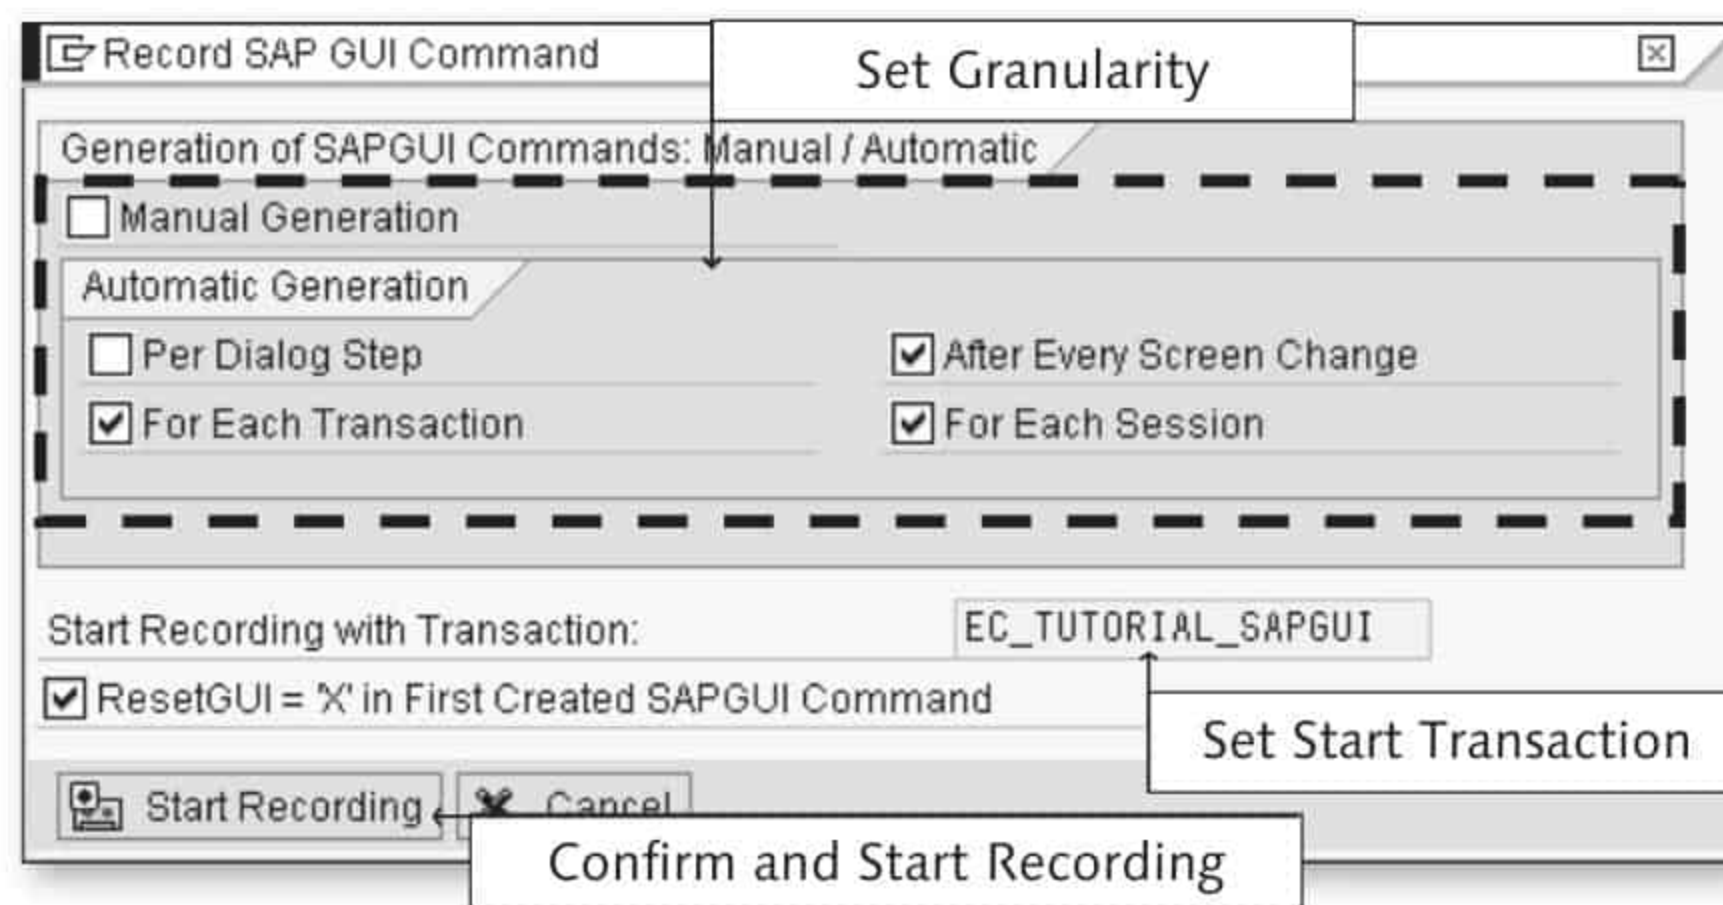 Record SAP GUI Command
Set Granularity
Generation of SAPGUI Commands: Manual / Automatic
Manual Generation
Automatic Generation
Per Dialog Step
After Every Screen Change
For Each Transaction
For Each Session
Start Recording with Transaction:
EC_TUTORIAL_SAPGUI
ResetGUI = 'X' in First Created SAPGUI Command
Set Start Transaction
Start Recording
Cancel
Confirm and Start Recording